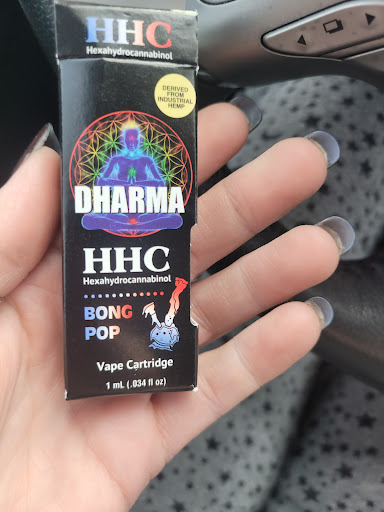 HHC
Hexahydrocannabinol
DERIVED
FROM
INDUSTRIAL
HEMP
DHARMA
HHC
Hexahydrocannabinol
BONG
POP
Vape Cartridge
1 mL (.034 fl oz)